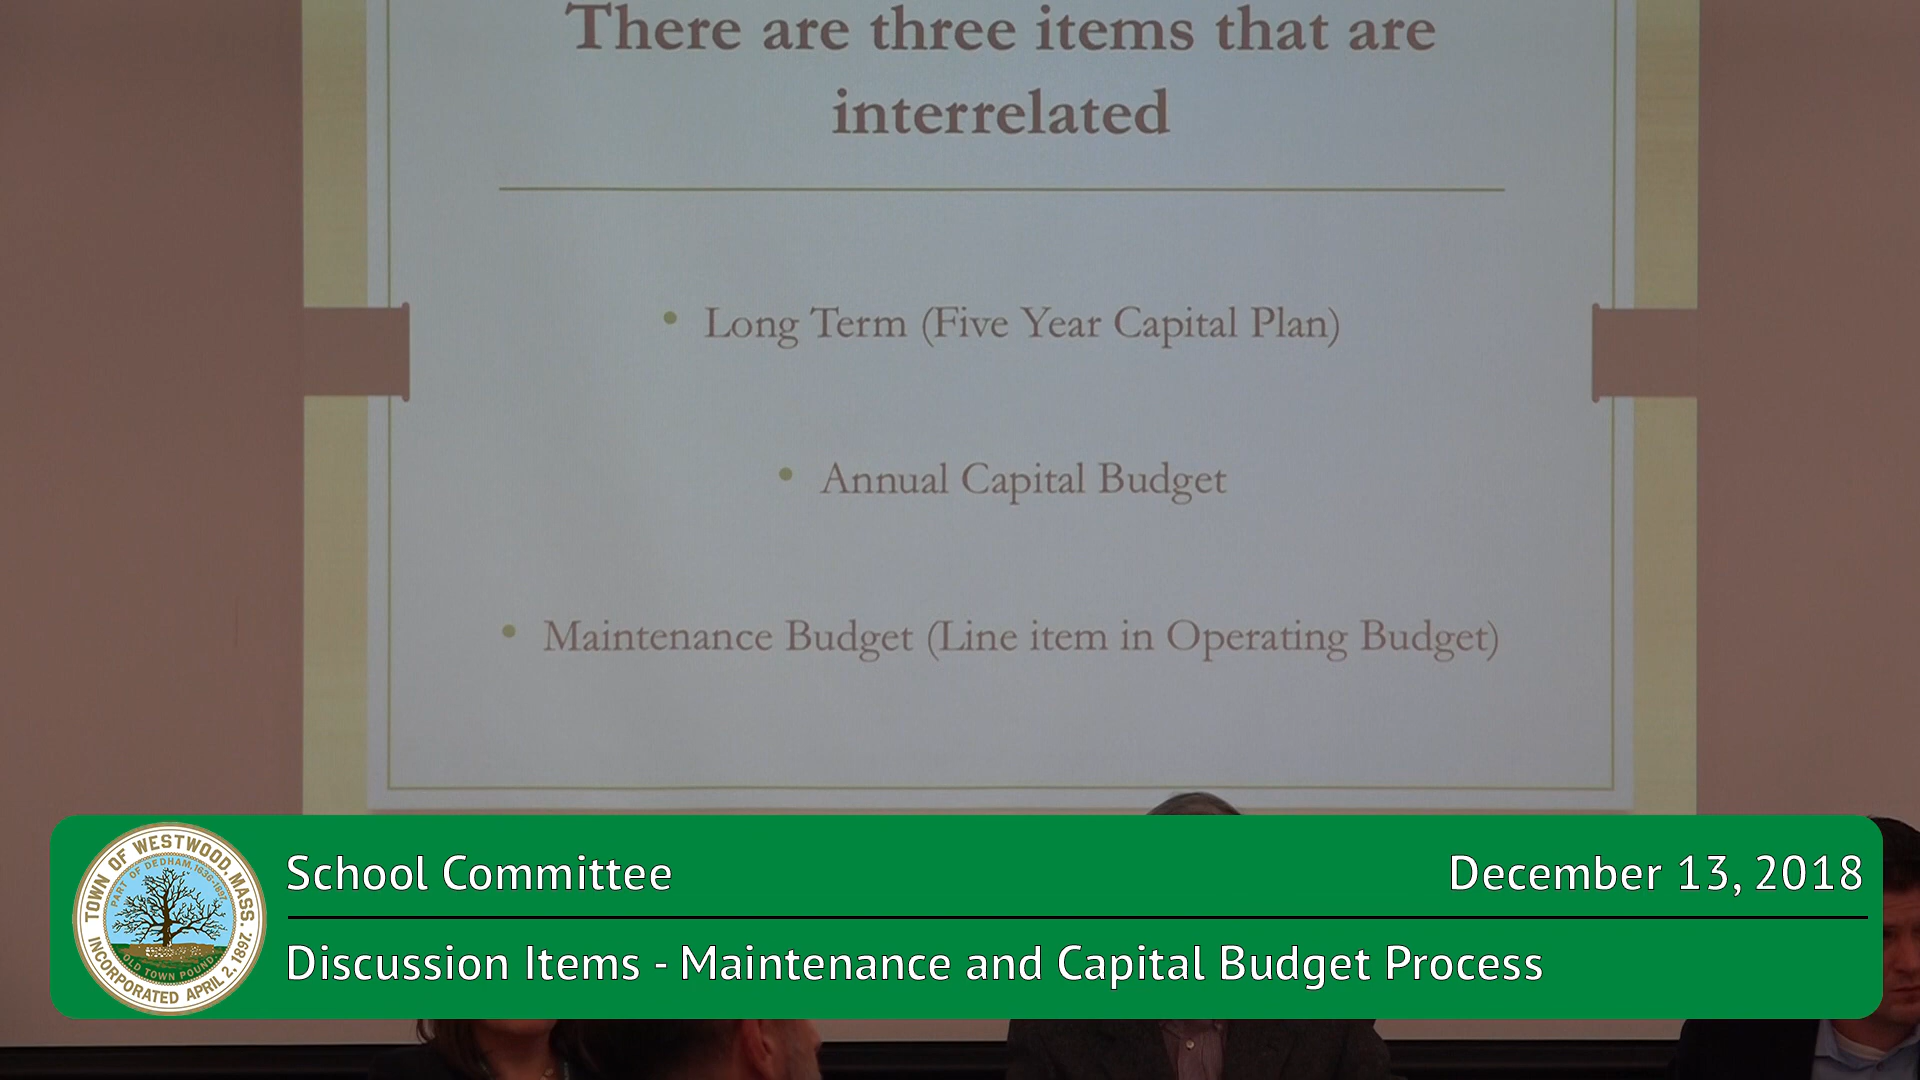 There are three items that are
interrelated
• Long Term (Five Year Capital Plan)
• Annual Capital Budget
• Maintenance Budget (Line item in Operating Budget)
School Committee
December 13, 2018
Discussion Items - Maintenance and Capital Budget Process
TOWN OF WESTWOOD, MASS.
PART OF DEDHAM, 1636-1897
OLD TOWN POUND
INCORPORATED APRIL 2, 1897.